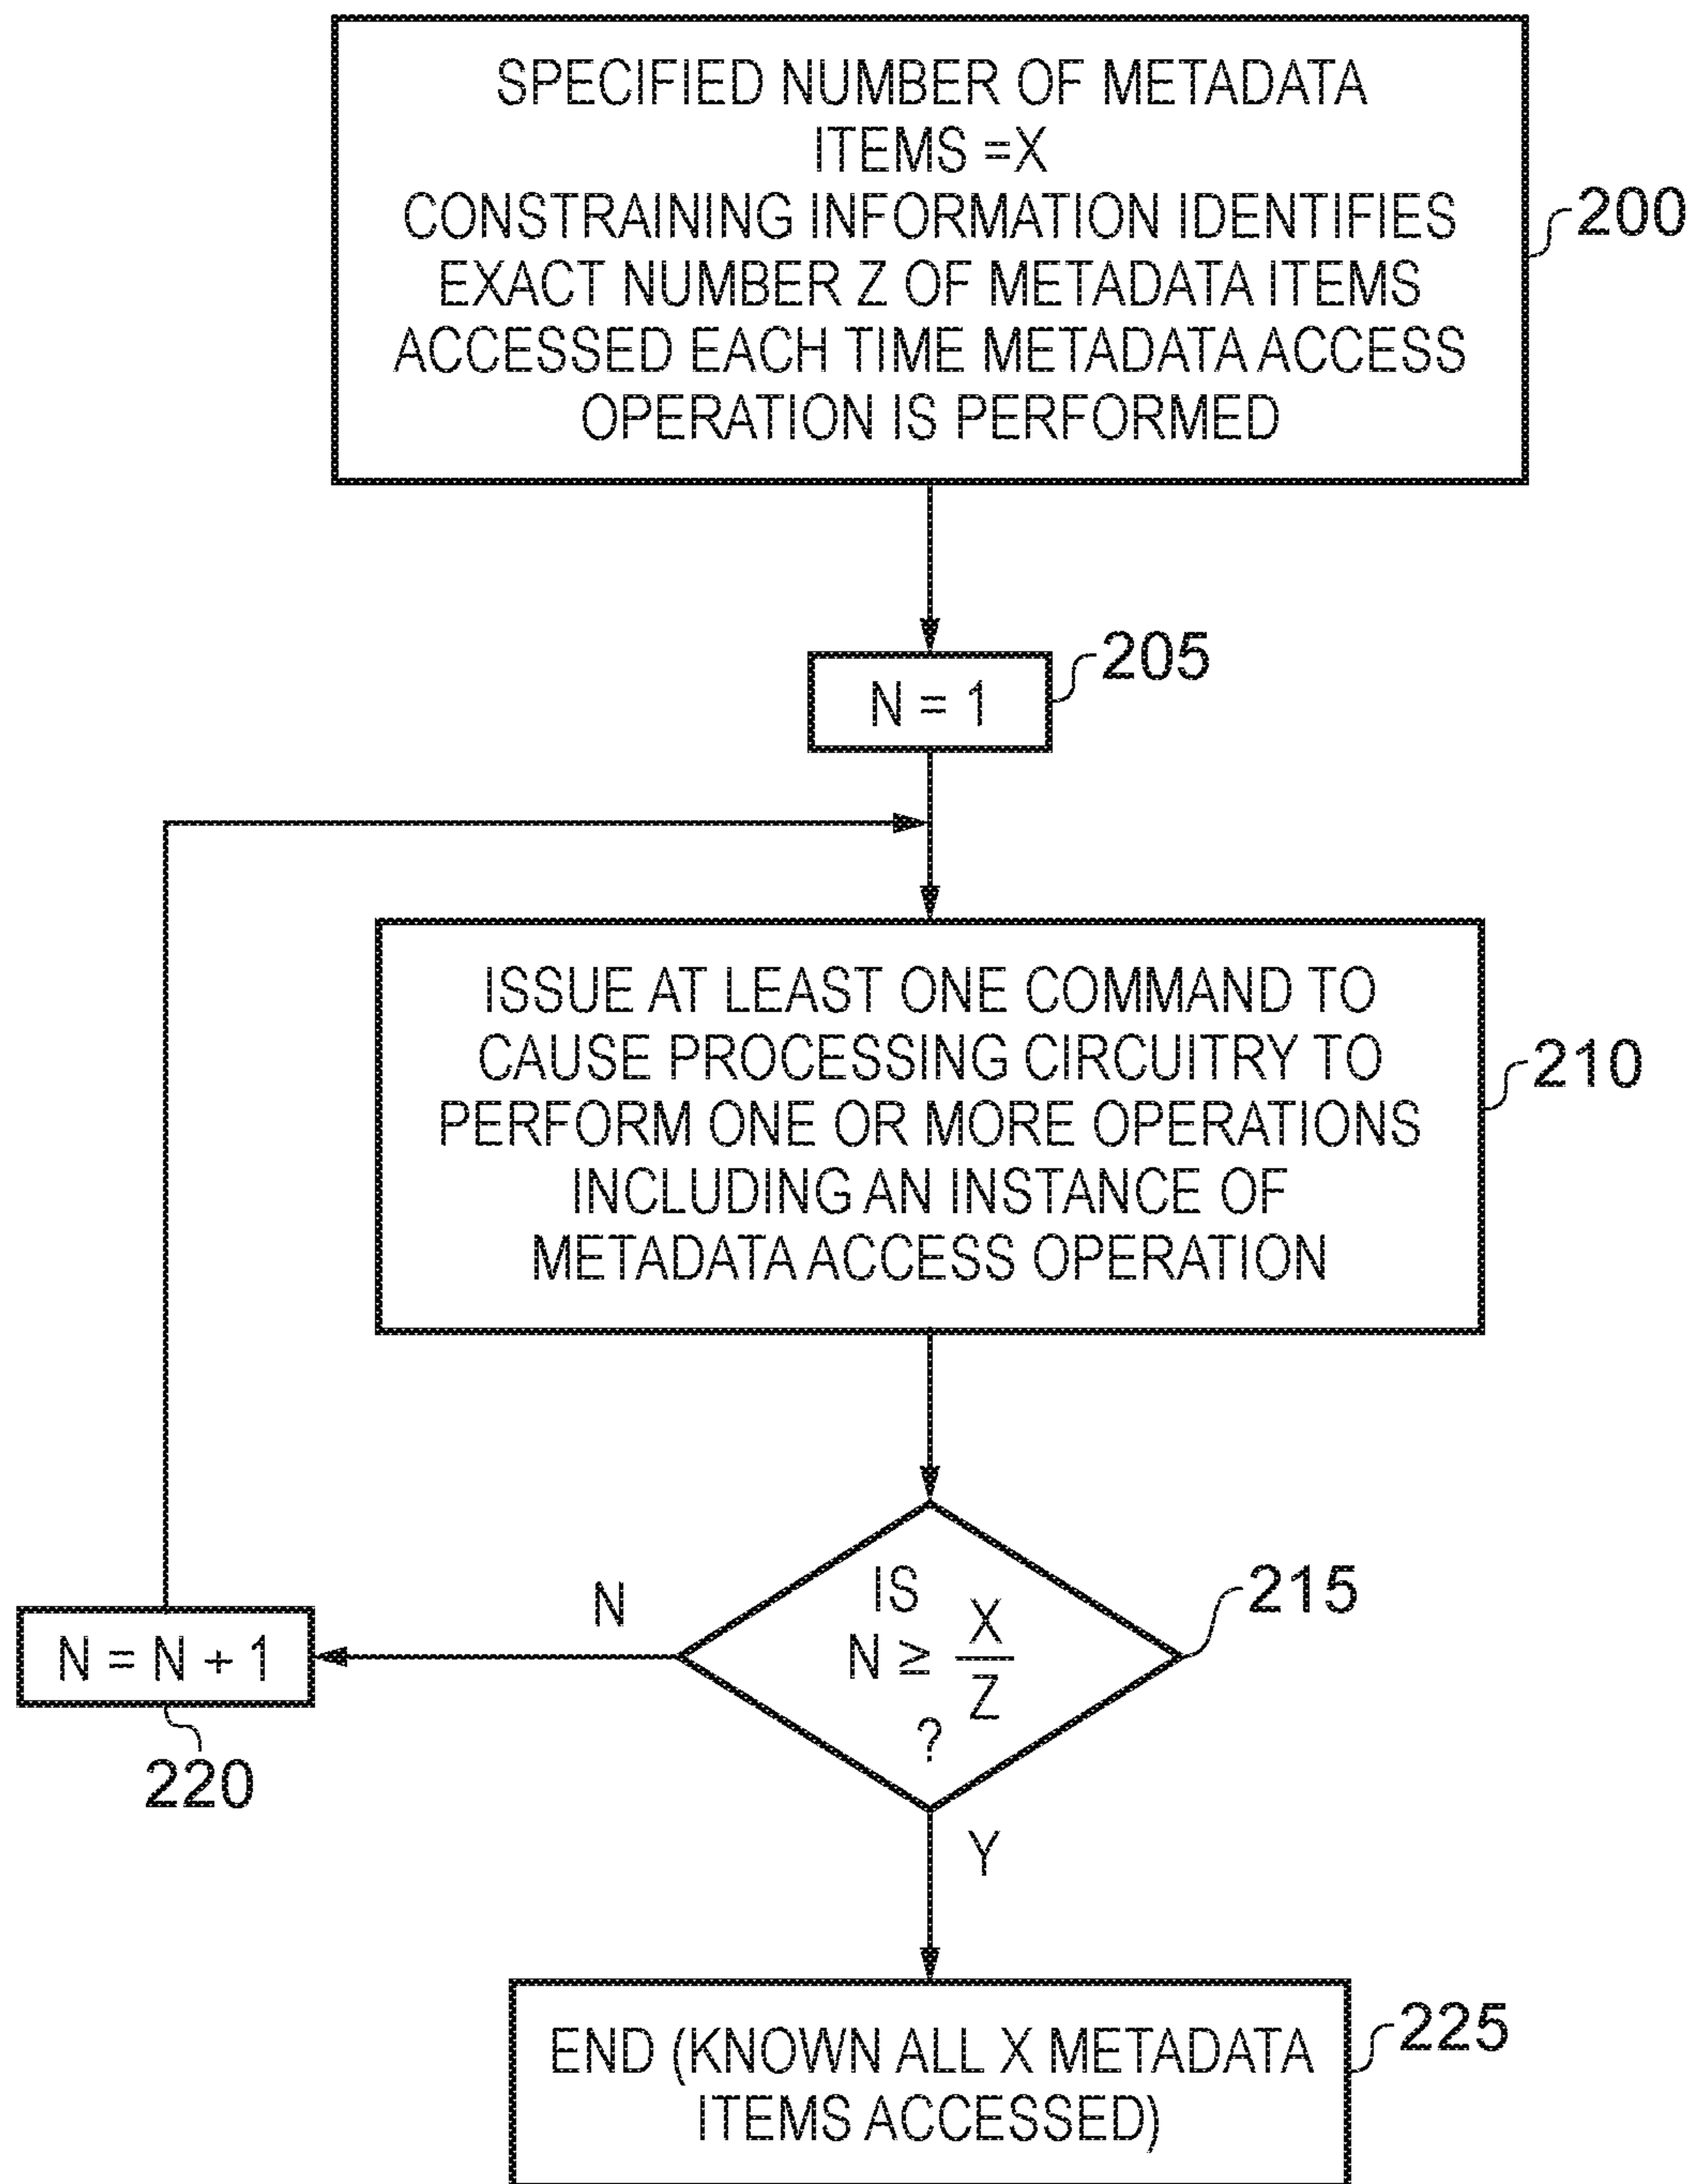 SPECIFIED NUMBER OF METADATA
ITEMS =X
CONSTRAINING INFORMATION IDENTIFIES
EXACT NUMBER Z OF METADATA ITEMS
ACCESSED EACH TIME METADATA ACCESS
OPERATION IS PERFORMED
200
N = 1
205
ISSUE AT LEAST ONE COMMAND TO
CAUSE PROCESSING CIRCUITRY TO
PERFORM ONE OR MORE OPERATIONS
INCLUDING AN INSTANCE OF
METADATA ACCESS OPERATION
210
IS
N ≥ X
Z
?
215
N
N = N + 1
220
Y
END (KNOWN ALL X METADATA
ITEMS ACCESSED)
225